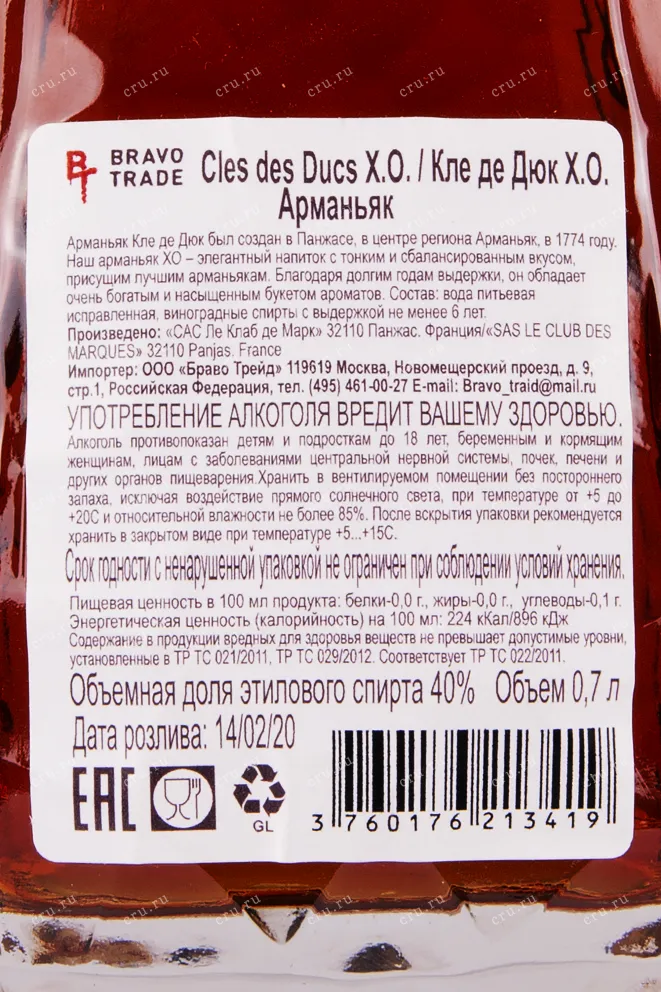 BRAVO
TRADE
Cles des Ducs X.O. / Кле де Дюк Х.О.
Арманьяк
Арманьяк Кле де Дюк был создан в Панжасе, в центре региона Арманьяк, в 1774 году.
Наш арманьяк ХО – элегантный напиток с тонким и сбалансированным вкусом,
присущим лучшим арманьякам. Благодаря долгим годам выдержки, он обладает
очень богатым и насыщенным букетом ароматов. Состав: вода питьевая
исправленная, виноградные спирты с выдержкой не менее 6 лет.
Произведено: «САС Ле Клаб де Марк» 32110 Панжас. Франция/«SAS LE CLUB DES
MARQUES» 32110 Panjas. France
Импортер: ООО «Браво Трейд» 119619 Москва, Новомещерский проезд, д. 9,
стр.1, Российская Федерация, тел. (495) 461-00-27 E-mail: Bravo_traid@mail.ru
УПОТРЕБЛЕНИЕ АЛКОГОЛЯ ВРЕДИТ ВАШЕМУ ЗДОРОВЬЮ.
Алкоголь противопоказан детям и подросткам до 18 лет, беременным и кормящим
женщинам, лицам с заболеваниями центральной нервной системы, почек, печени и
других органов пищеварения.Хранить в вентилируемом помещении без постороннего
запаха, исключая воздействие прямого солнечного света, при температуре от +5 до
+20С и относительной влажности не более 85%. После вскрытия упаковки рекомендуется
хранить в закрытом виде при температуре +5...+15С.
Срок годности с ненарушенной упаковкой не ограничен при соблюдении условий хранения.
Пищевая ценность в 100 мл продукта: белки-0,0 г., жиры-0,0 г., углеводы-0,1 г.
Энергетическая ценность (калорийность) на 100 мл: 224 кКал/896 кДж
Содержание в продукции вредных для здоровья веществ не превышает допустимые уровни,
установленные в ТР ТС 021/2011, ТР ТС 029/2012. Соответствует ТР ТС 022/2011.
Объемная доля этилового спирта 40% Объем 0,7 л
Дата розлива: 14/02/20
EAC
GL
3 760176 213419